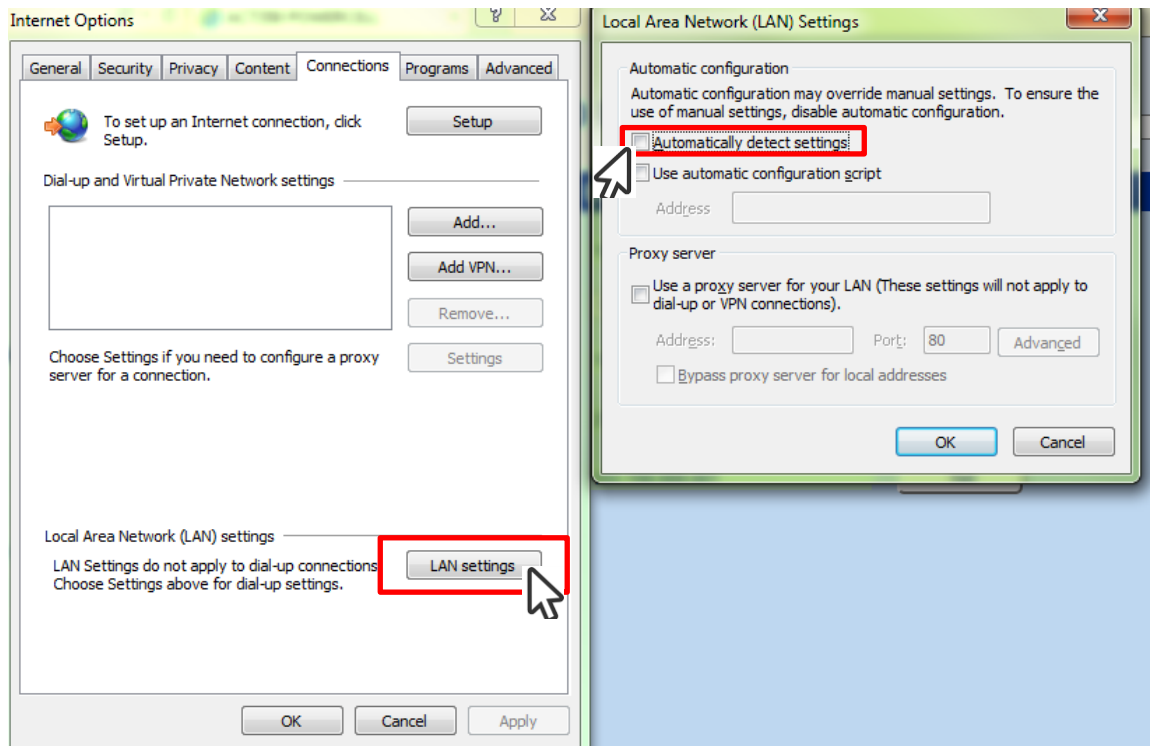 Internet Options
General Security Privacy Content Connections Programs Advanced
To set up an Internet connection, click
Setup.
Setup
Dial-up and Virtual Private Network settings
Add...
Add VPN...
Remove...
Choose Settings if you need to configure a proxy
server for a connection.
Settings
Local Area Network (LAN) settings
LAN Settings do not apply to dial-up connections
Choose Settings above for dial-up settings.
LAN settings
OK Cancel Apply
Local Area Network (LAN) Settings
Automatic configuration
Automatic configuration may override manual settings. To ensure the
use of manual settings, disable automatic configuration.
Automatically detect settings
Use automatic configuration script
Address
Proxy server
Use a proxy server for your LAN (These settings will not apply to
dial-up or VPN connections).
Address: Port: 80 Advanced
Bypass proxy server for local addresses
OK Cancel